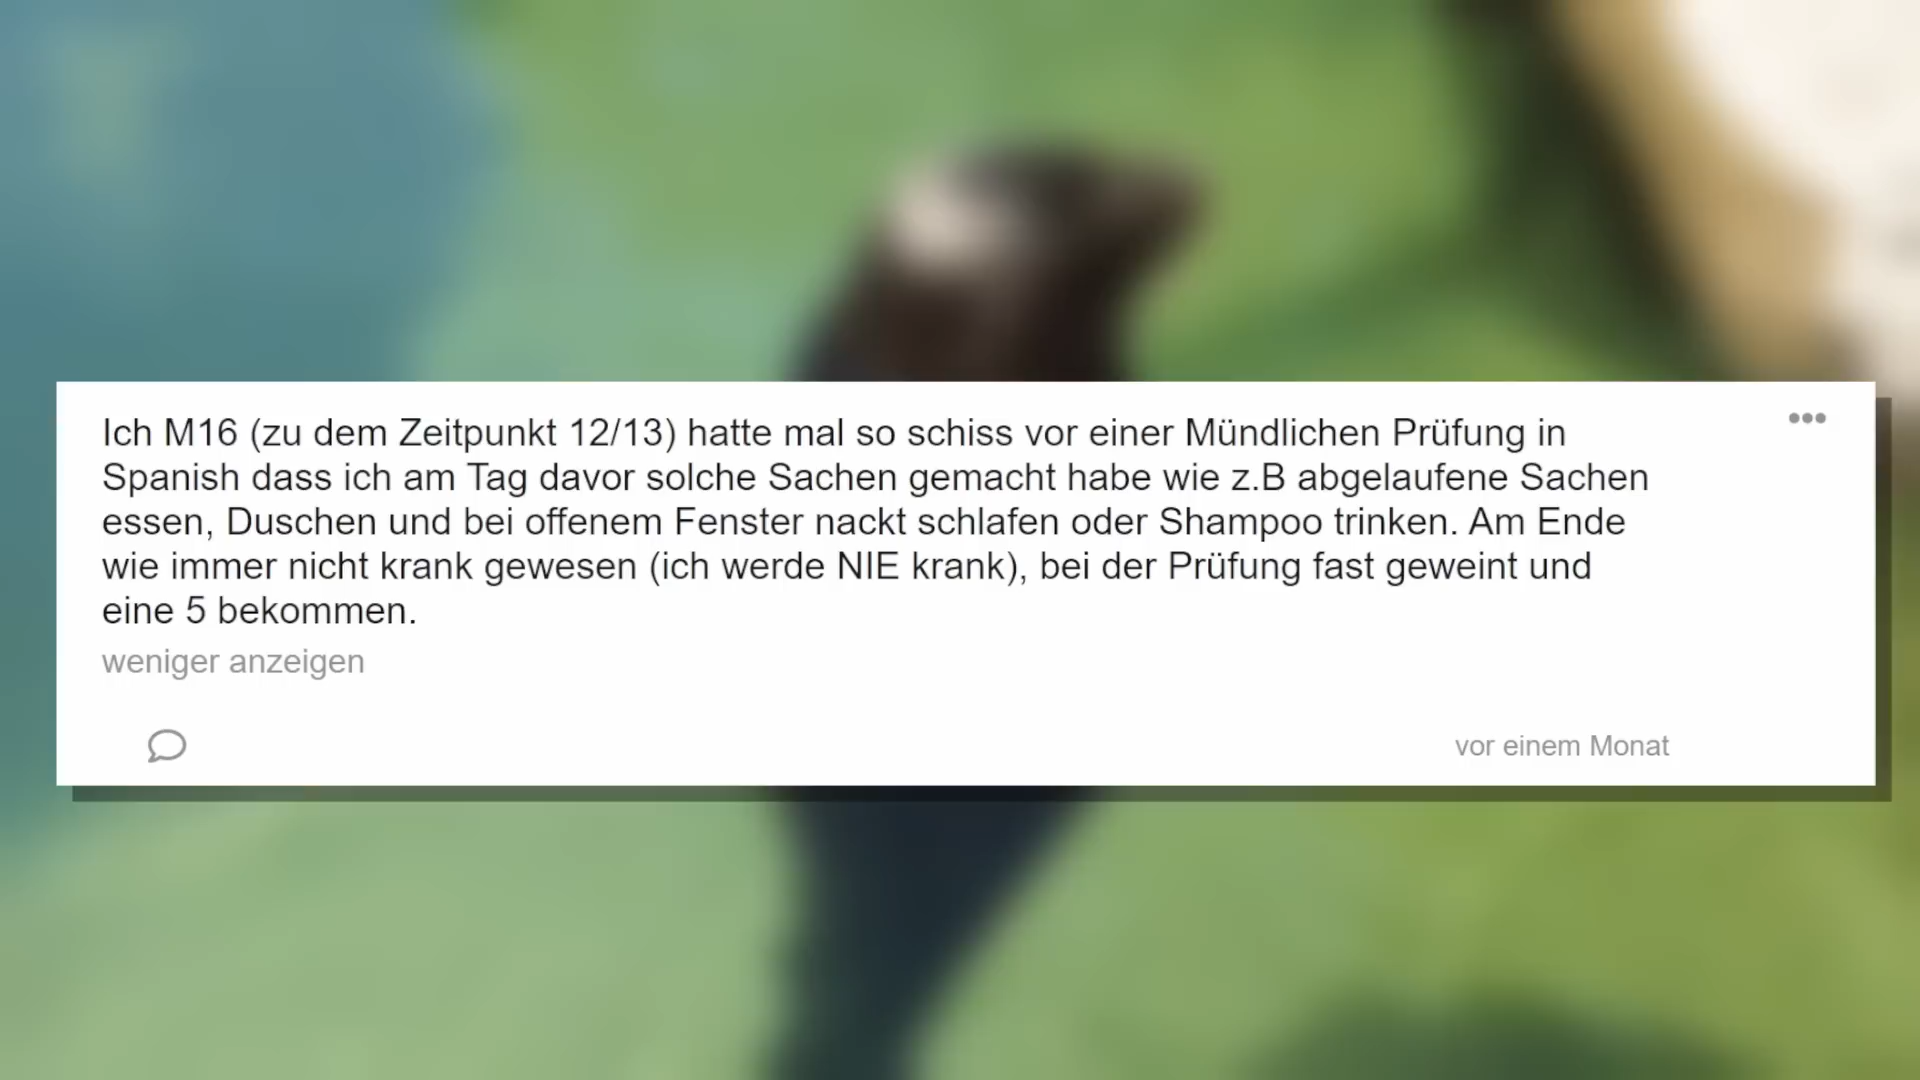 Ich M16 (zu dem Zeitpunkt 12/13) hatte mal so schiss vor einer Mündlichen Prüfung in
Spanish dass ich am Tag davor solche Sachen gemacht habe wie z.B abgelaufene Sachen
essen, Duschen und bei offenem Fenster nackt schlafen oder Shampoo trinken. Am Ende
wie immer nicht krank gewesen (ich werde NIE krank), bei der Prüfung fast geweint und
eine 5 bekommen.
weniger anzeigen
vor einem Monat